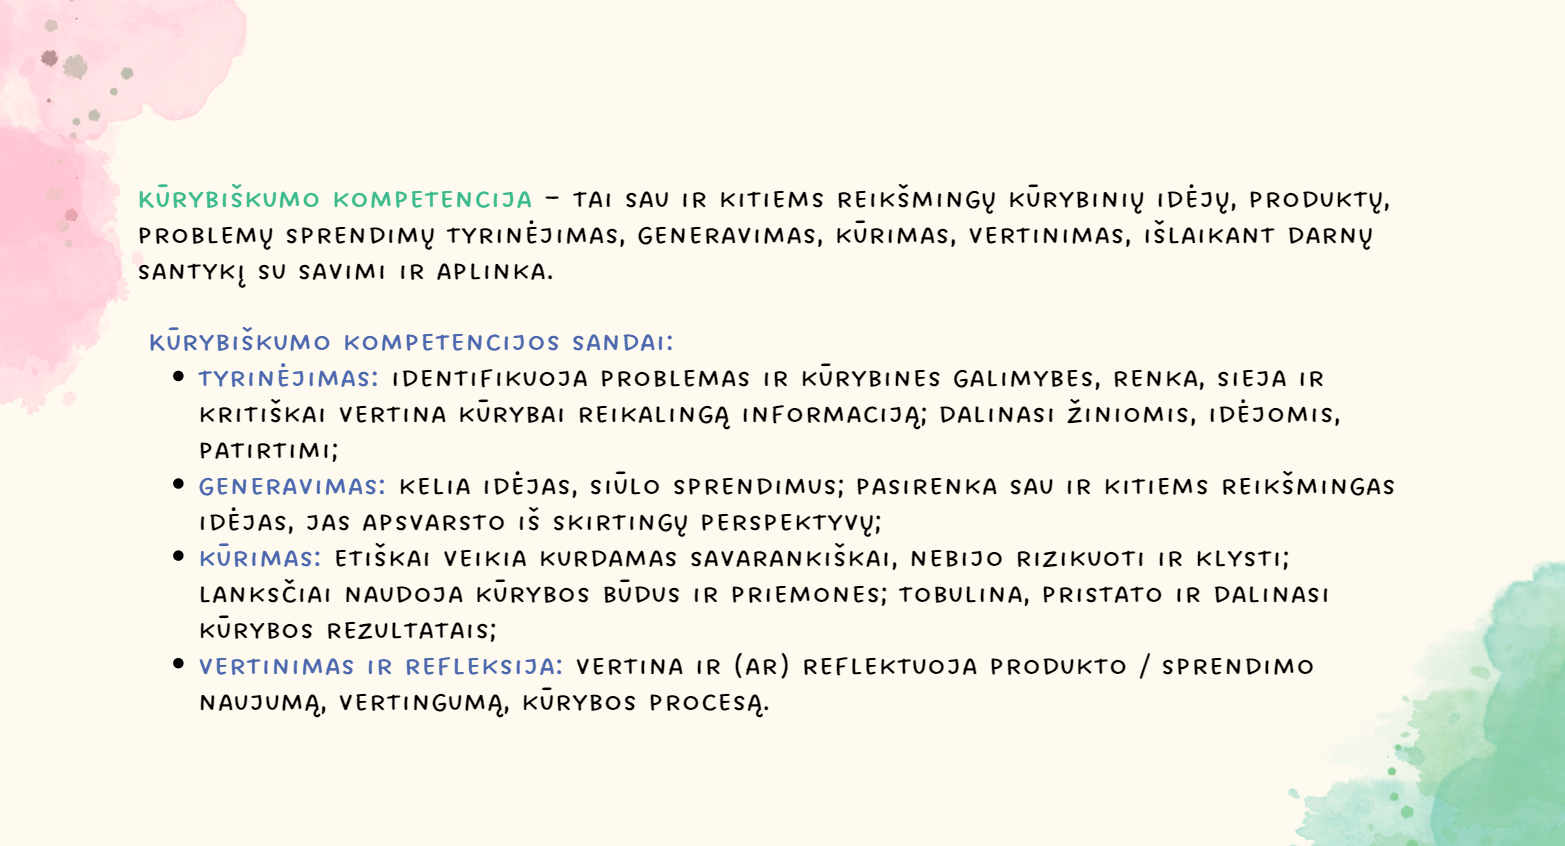 KŪRYBIŠKUMO KOMPETENCIJA – TAI SAU IR KITIEMS REIKŠMINGŲ KŪRYBINIŲ IDĖJŲ, PRODUKTŲ,
PROBLEMŲ SPRENDIMŲ TYRINĖJIMAS, GENERAVIMAS, KŪRIMAS, VERTINIMAS, IŠLAIKANT DARNŲ
SANTYKĮ SU SAVIMI IR APLINKA.
KŪRYBIŠKUMO KOMPETENCIJOS SANDAI:
• TYRINĖJIMAS: IDENTIFIKUOJA PROBLEMAS IR KŪRYBINES GALIMYBES, RENKA, SIEJA IR
KRITIŠKAI VERTINA KŪRYBAI REIKALINGĄ INFORMACIJĄ; DALINASI ŽINIOMIS, IDĖJOMIS,
PATIRTIMI;
• GENERAVIMAS: KELIA IDĖJAS, SIŪLO SPRENDIMUS; PASIRENKA SAU IR KITIEMS REIKŠMINGAS
IDĖJAS, JAS APSVARSTO IŠ SKIRTINGŲ PERSPEKTYVŲ;
• KŪRIMAS: ETIŠKAI VEIKIA KURDAMAS SAVARANKIŠKAI, NEBIJO RIZIKUOTI IR KLYSTI;
LANKSČIAI NAUDOJA KŪRYBOS BŪDUS IR PRIEMONES; TOBULINA, PRISTATO IR DALINASI
KŪRYBOS REZULTATAIS;
• VERTINIMAS IR REFLEKSIJA: VERTINA IR (AR) REFLEKTUOJA PRODUKTO / SPRENDIMO
NAUJUMĄ, VERTINGUMĄ, KŪRYBOS PROCESĄ.